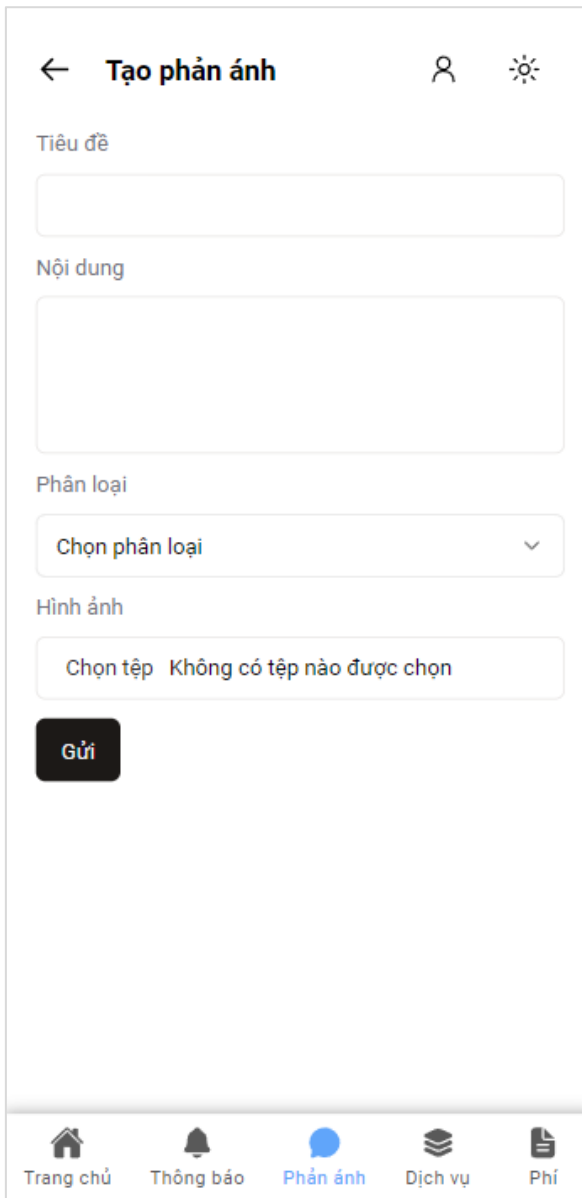 Tạo phản ánh
Tiêu đề
Nội dung
Phân loại
Chọn phân loại
Hình ảnh
Chọn tệp Không có tệp nào được chọn
Gửi
Trang chủ Thông báo Phản ánh Dịch vụ Phí